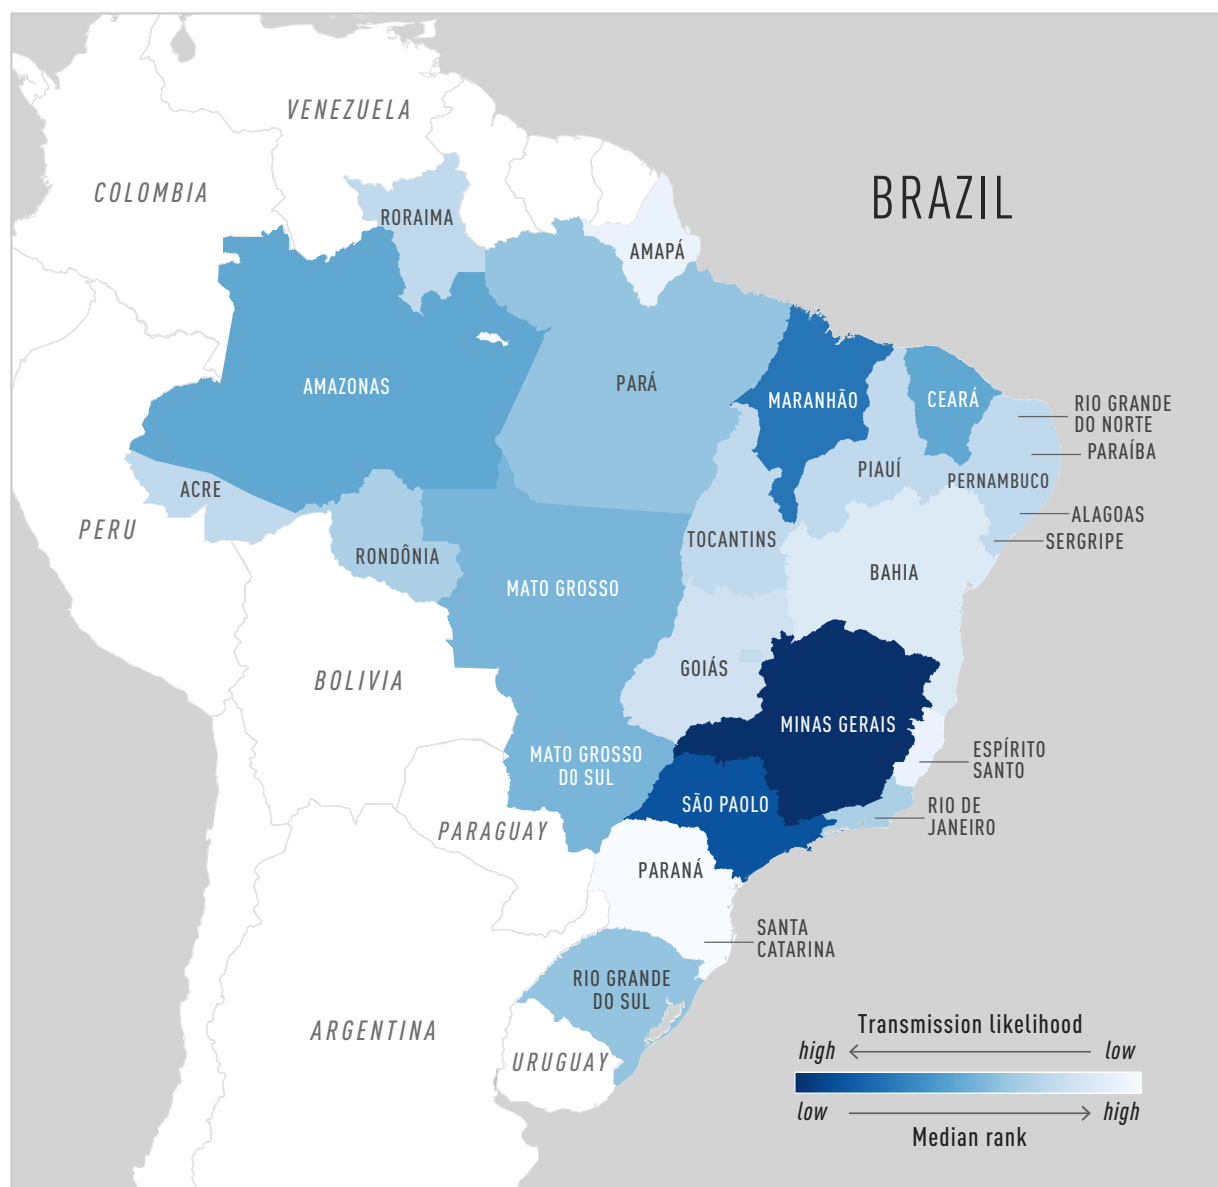 VENEZUELA
COLOMBIA
BRAZIL
RORAIMA
AMAPÁ
AMAZONAS
PARÁ
MARANHÃO
CEARÁ
RIO GRANDE
DO NORTE
PARAÍBA
PIAUÍ
PERNAMBUCO
ACRE
ALAGOAS
PERU
TOCANTINS
SERGRIPE
RONDÔNIA
BAHIA
MATO GROSSO
GOIÁS
BOLIVIA
MINAS GERAIS
MATO GROSSO
DO SUL
ESPÍRITO
SANTO
SÃO PAOLO
RIO DE
JANEIRO
PARAGUAY
PARANÁ
SANTA
CATARINA
RIO GRANDE
DO SUL
ARGENTINA
URUGUAY
Transmission likelihood
high low
low high
Median rank